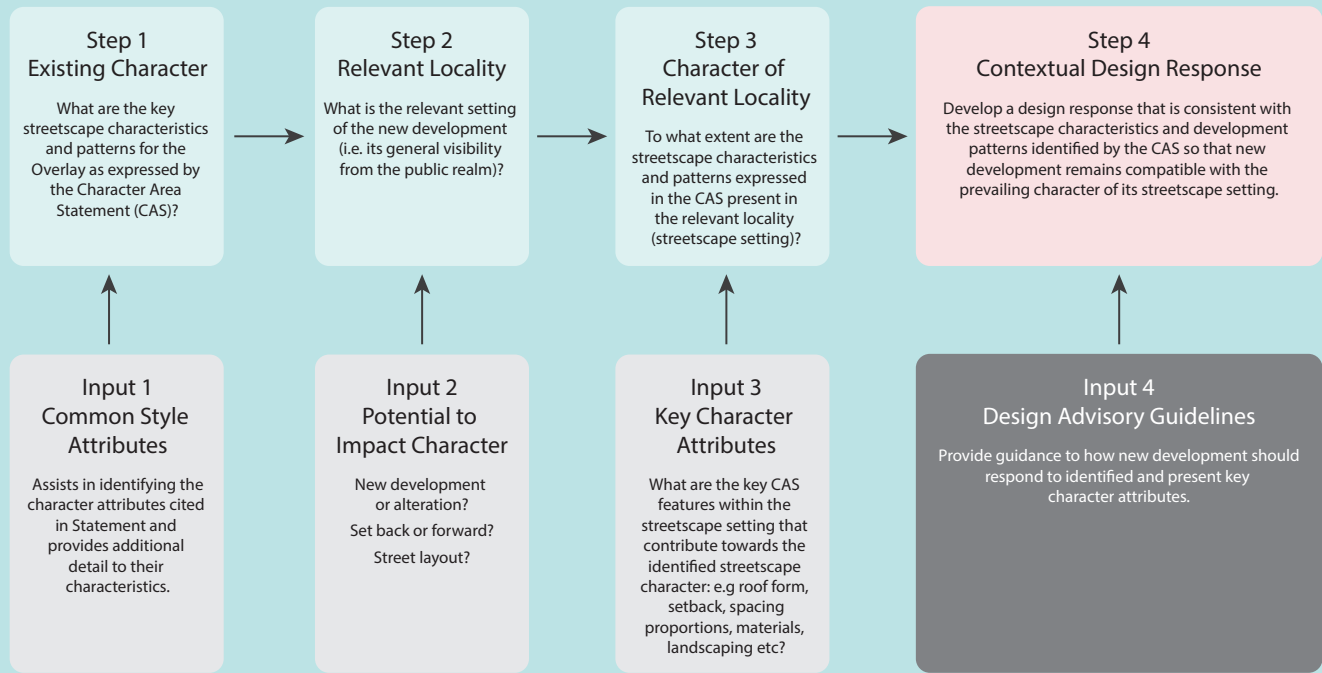 Step 1
Existing Character
What are the key
streetscape characteristics
and patterns for the
Overlay as expressed by
the Character Area
Statement (CAS)?
Step 2
Relevant Locality
What is the relevant setting
of the new development
(i.e. its general visibility
from the public realm)?
Step 3
Character of
Relevant Locality
To what extent are the
streetscape characteristics
and patterns expressed
in the CAS present in
the relevant locality
(streetscape setting)?
Step 4
Contextual Design Response
Develop a design response that is consistent with
the streetscape characteristics and development
patterns identified by the CAS so that new
development remains compatible with the
prevailing character of its streetscape setting.
Input 1
Common Style
Attributes
Assists in identifying the
character attributes cited
in Statement and
provides additional
detail to their
characteristics.
Input 2
Potential to
Impact Character
New development
or alteration?
Set back or forward?
Street layout?
Input 3
Key Character
Attributes
What are the key CAS
features within the
streetscape setting that
contribute towards the
identified streetscape
character: e.g roof form,
setback, spacing
proportions, materials,
landscaping etc?
Input 4
Design Advisory Guidelines
Provide guidance to how new development should
respond to identified and present key
character attributes.